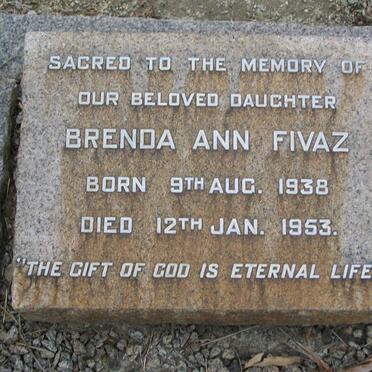 SACRED TO THE MEMORY OF
OUR BELOVED DAUGHTER
BRENDA ANN FIVAZ
BORN 9TH AUG. 1938
DIED 12TH JAN. 1953.
"THE GIFT OF GOD IS ETERNAL LIFE